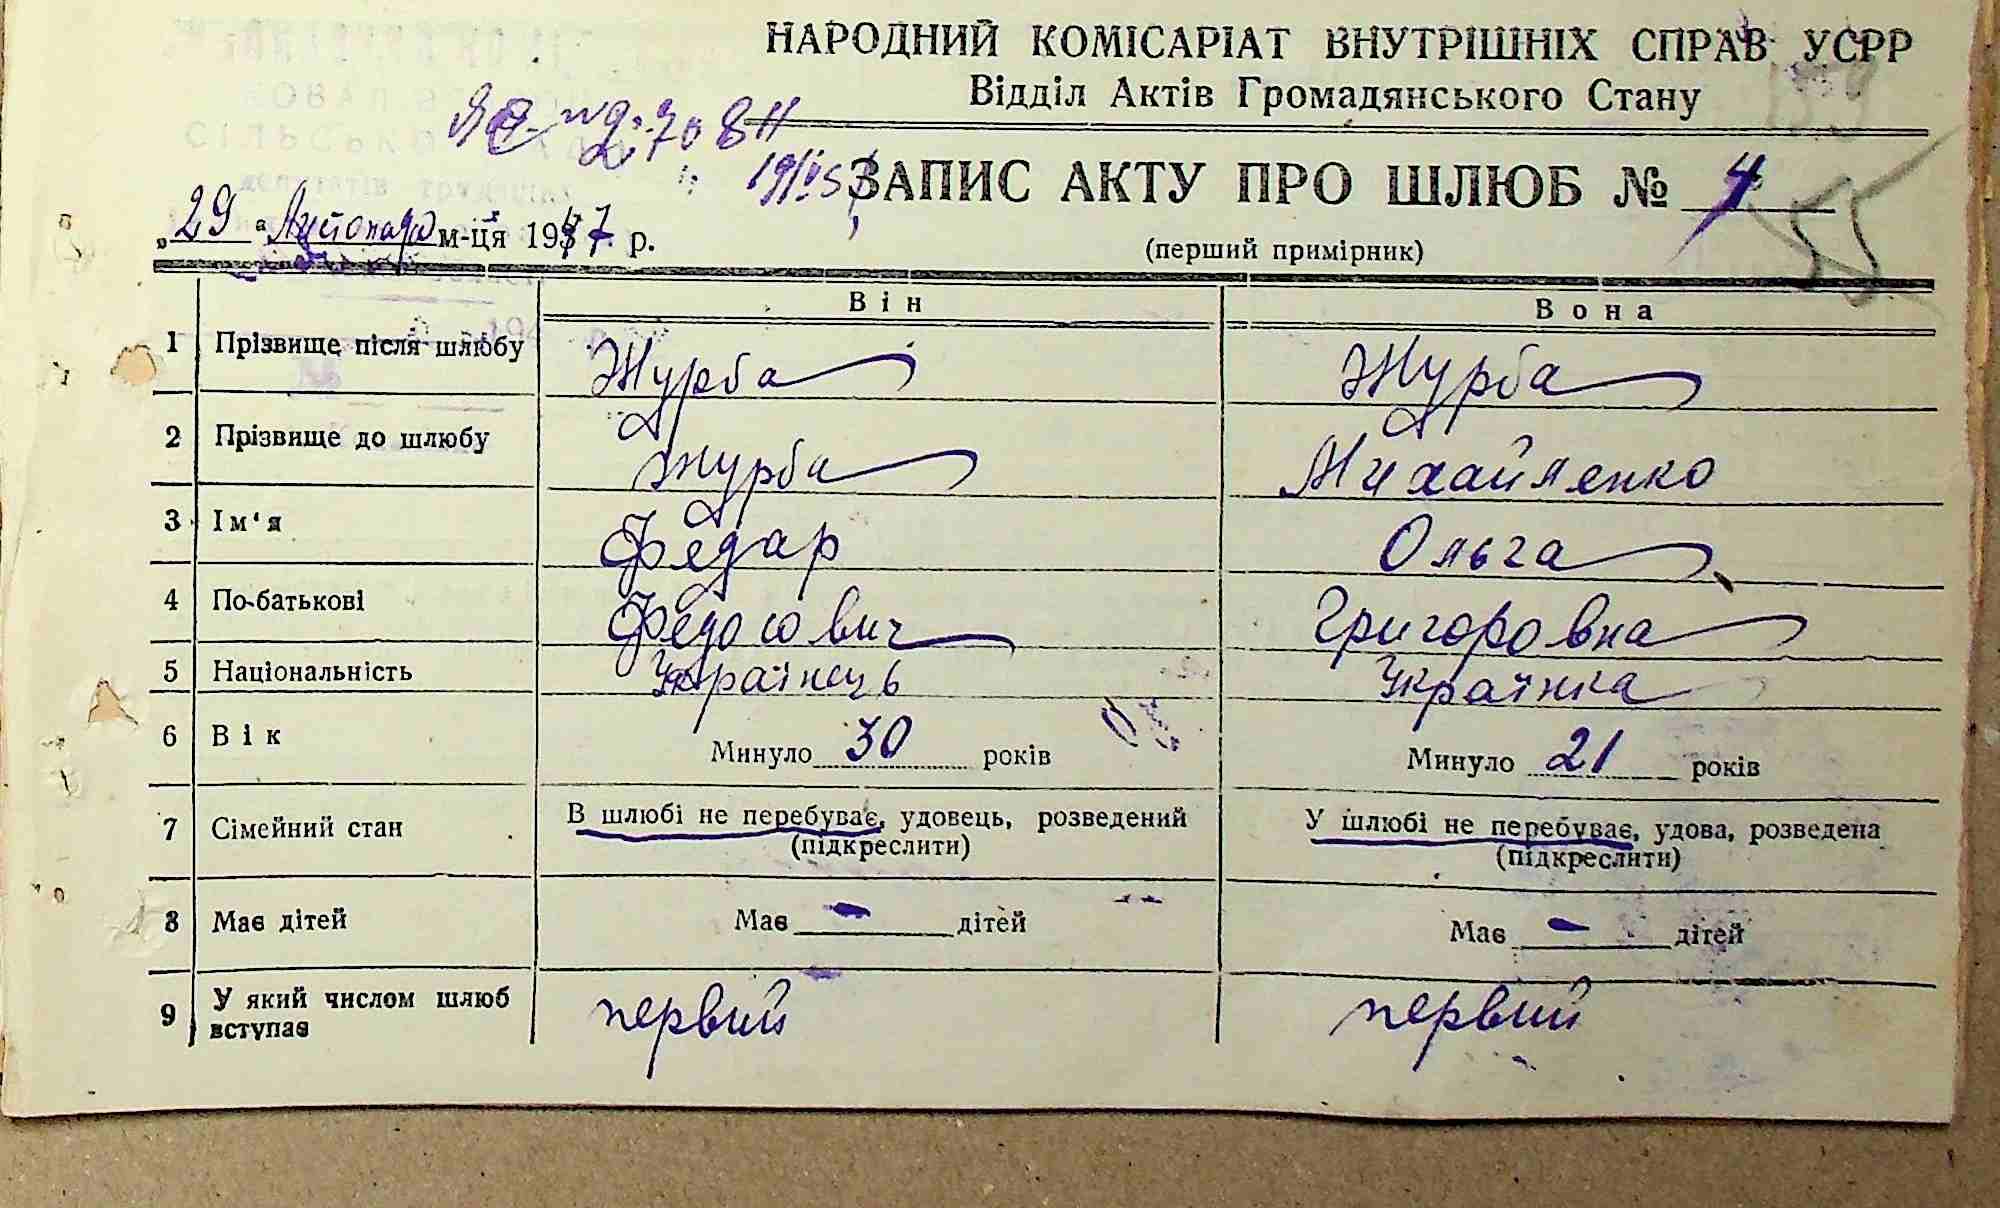 НАРОДНИЙ КОМІСАРІАТ ВНУТРІШНІХ СПРАВ УСРР
Відділ Актів Громадянського Стану
ЗАПИС АКТУ ПРО ШЛЮБ № 4
„29“ Листопада м-ця 1947 р.
(перший примірник)
Він Вона
1 Прізвище після шлюбу Журба Журба
2 Прізвище до шлюбу Журба Михайленко
3 Ім'я Федар Ольга
4 По-батькові Федосович Григоровна
5 Національність Українець Українка
6 Вік Минуло 30 років Минуло 21 років
7 Сімейний стан В шлюбі не перебуває, удовець, розведений У шлюбі не перебуває, удова, розведена
(підкреслити) (підкреслити)
8 Має дітей Має - дітей Має - дітей
9 У який числом шлюб вступає первий первий